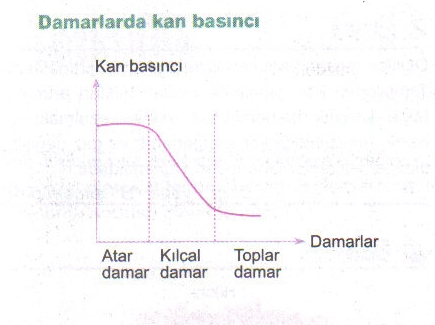 Damarlarda kan basıncı
Kan basıncı
Damarlar
Atar Kılcal Toplar
damar damar damar